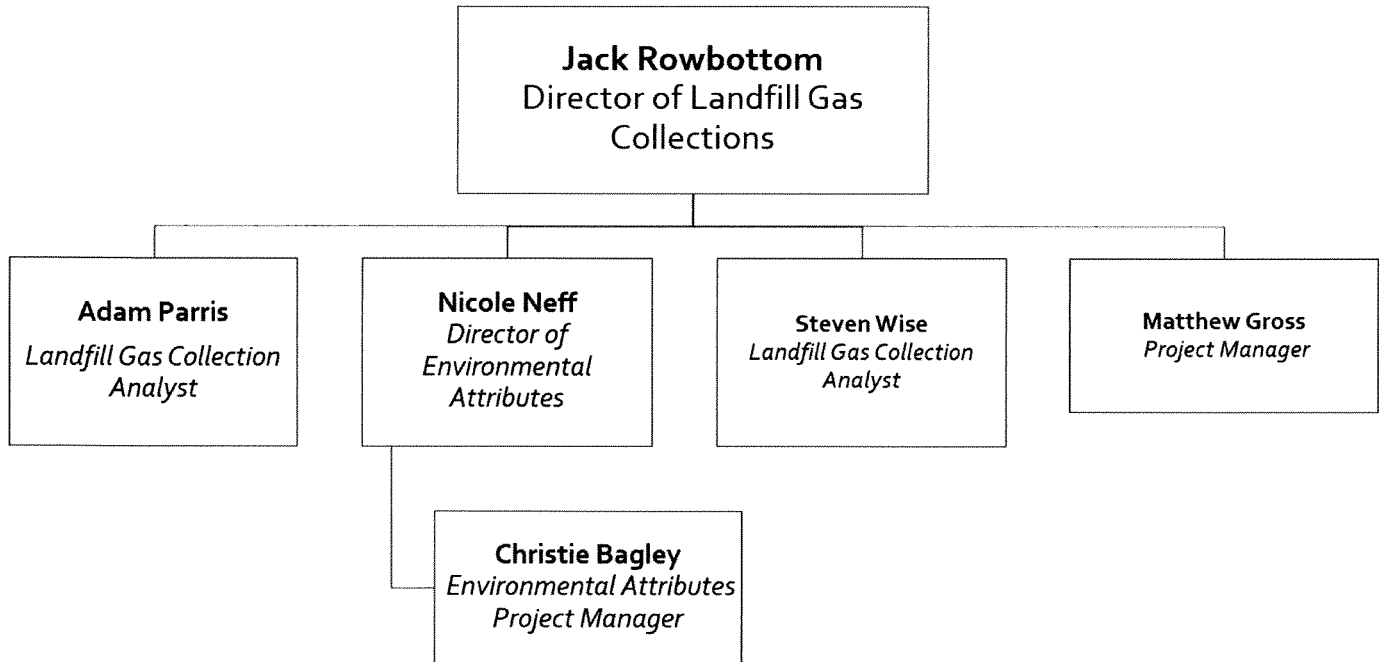 Jack Rowbottom
Director of Landfill Gas
Collections
Adam Parris
Landfill Gas Collection
Analyst
Nicole Neff
Director of
Environmental
Attributes
Steven Wise
Landfill Gas Collection
Analyst
Matthew Gross
Project Manager
Christie Bagley
Environmental Attributes
Project Manager